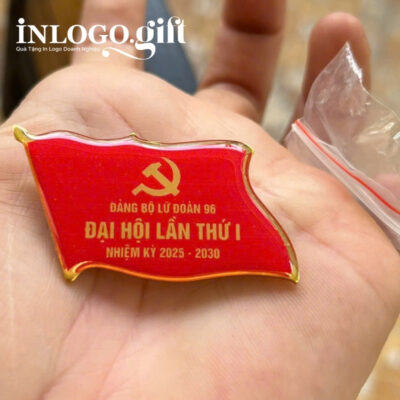 INLOGO.gift
Quà Tặng In Logo Doanh Nghiệp
ĐẢNG BỘ LỮ ĐOÀN 96
ĐẠI HỘI LẦN THỨ I
NHIỆM KỲ 2025 - 2030